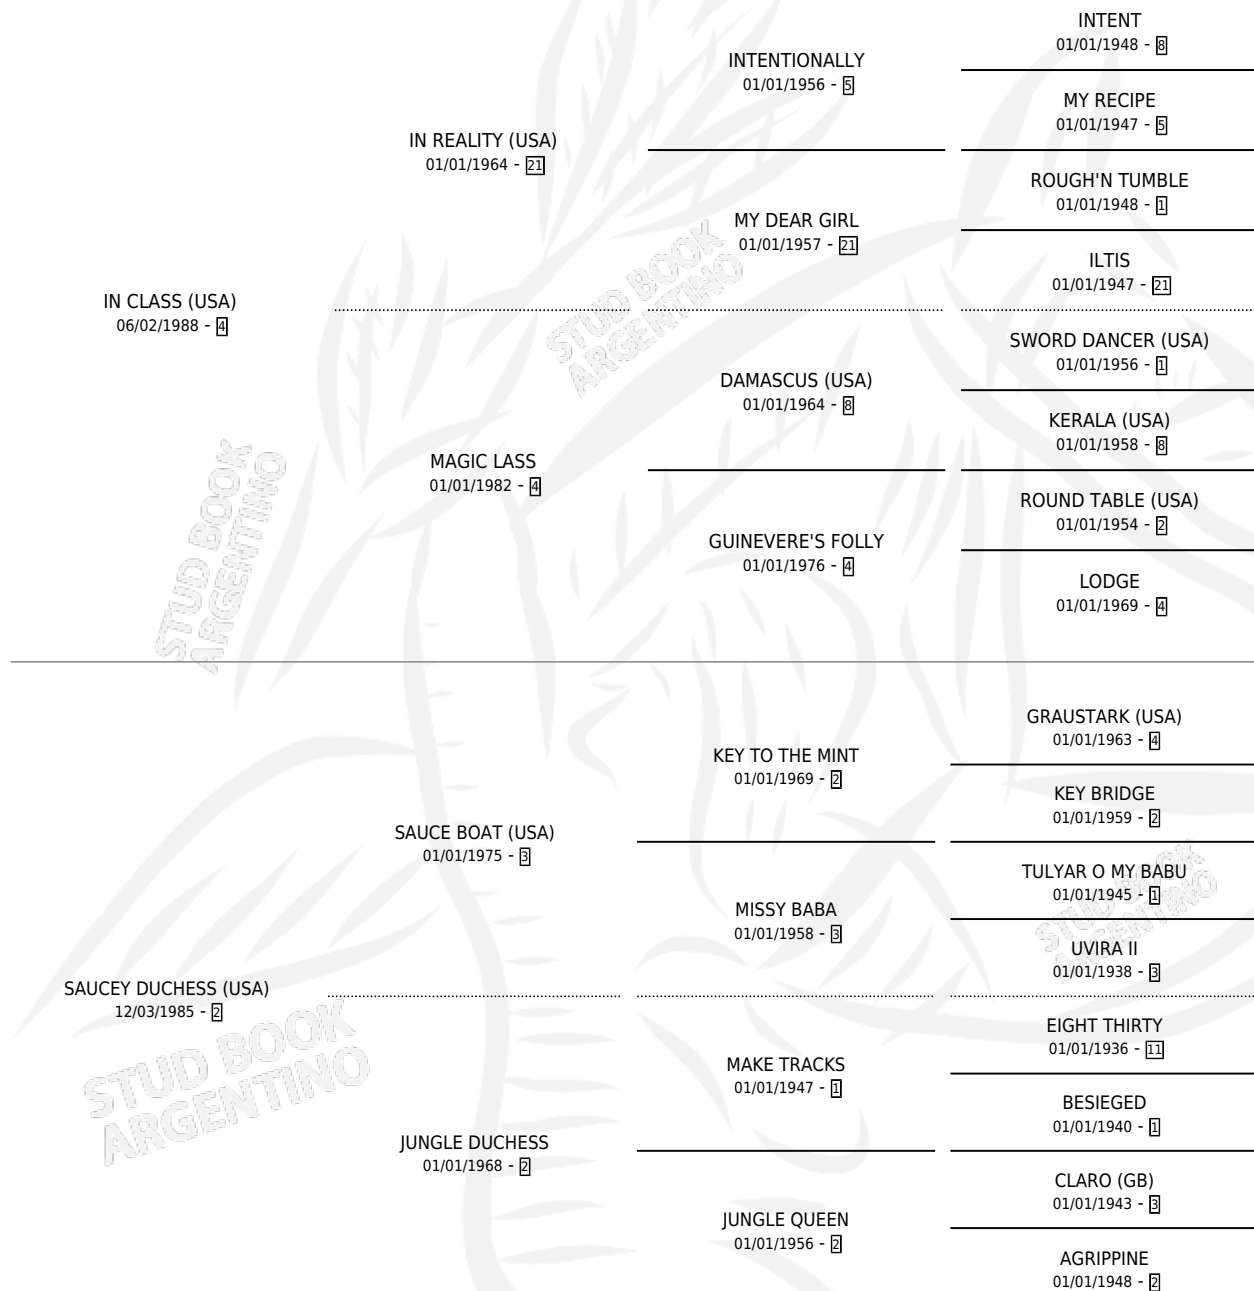 INTENT
01/01/1948 - 8
INTENTIONALLY
01/01/1956 - 5
MY RECIPE
01/01/1947 - 5
IN REALITY (USA)
01/01/1964 - 21
ROUGH'N TUMBLE
01/01/1948 - 1
MY DEAR GIRL
01/01/1957 - 21
ILTIS
01/01/1947 - 21
IN CLASS (USA)
06/02/1988 - 4
SWORD DANCER (USA)
01/01/1956 - 1
DAMASCUS (USA)
01/01/1964 - 8
KERALA (USA)
01/01/1958 - 8
MAGIC LASS
01/01/1982 - 4
ROUND TABLE (USA)
01/01/1954 - 2
GUINEVERE'S FOLLY
01/01/1976 - 4
LODGE
01/01/1969 - 4
GRAUSTARK (USA)
01/01/1963 - 4
KEY TO THE MINT
01/01/1969 - 2
KEY BRIDGE
01/01/1959 - 2
SAUCE BOAT (USA)
01/01/1975 - 3
TULYAR O MY BABU
01/01/1945 - 1
MISSY BABA
01/01/1958 - 3
UVIRA II
01/01/1938 - 3
SAUCEY DUCHESS (USA)
12/03/1985 - 2
EIGHT THIRTY
01/01/1936 - 11
MAKE TRACKS
01/01/1947 - 1
BESIEGED
01/01/1940 - 1
JUNGLE DUCHESS
01/01/1968 - 2
CLARO (GB)
01/01/1943 - 3
JUNGLE QUEEN
01/01/1956 - 2
AGRIPPINE
01/01/1948 - 2
STUD BOOK
ARGENTINO
STUD BOOK
ARGENTINO
STUD BOOK
ARGENTINO
STUD BOOK
ARGENTINO